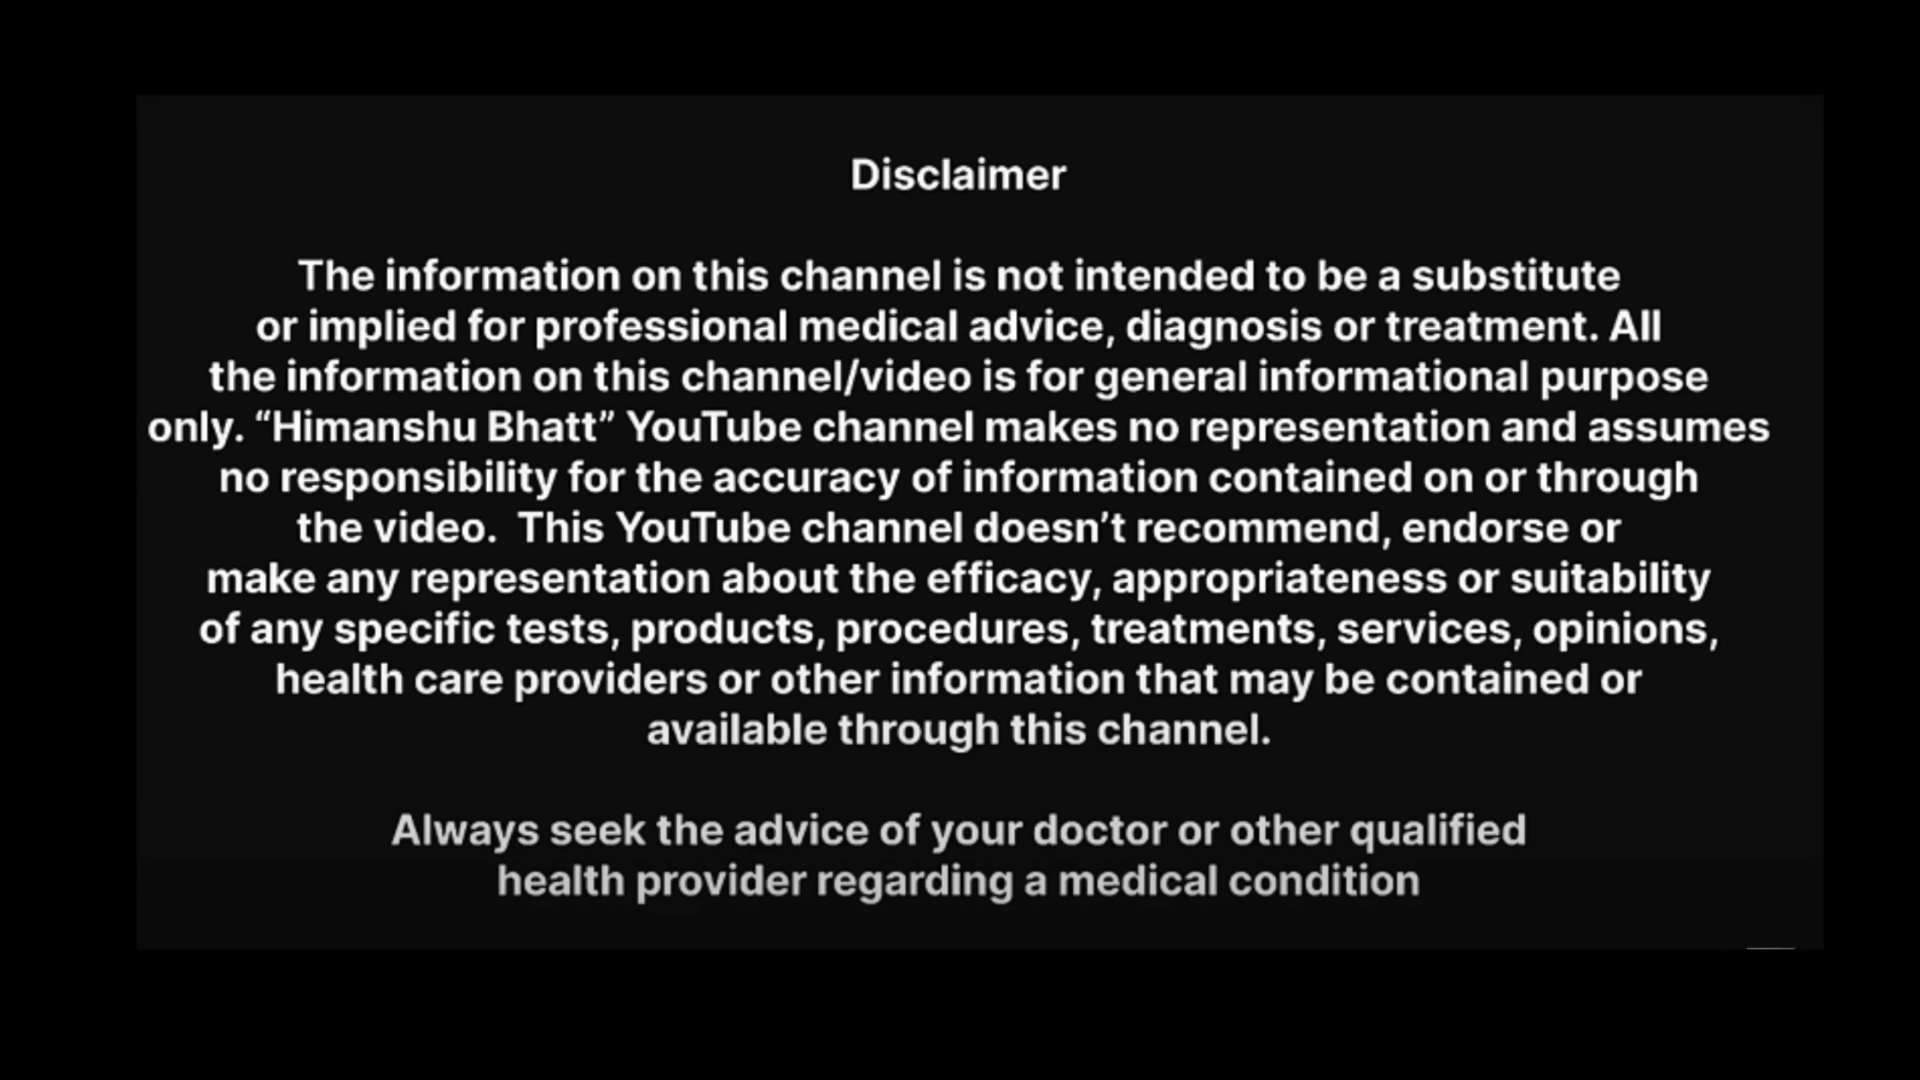 Disclaimer
The information on this channel is not intended to be a substitute
or implied for professional medical advice, diagnosis or treatment. All
the information on this channel/video is for general informational purpose
only. “Himanshu Bhatt” YouTube channel makes no representation and assumes
no responsibility for the accuracy of information contained on or through
the video.  This YouTube channel doesn’t recommend, endorse or
make any representation about the efficacy, appropriateness or suitability
of any specific tests, products, procedures, treatments, services, opinions,
health care providers or other information that may be contained or
available through this channel.
Always seek the advice of your doctor or other qualified
health provider regarding a medical condition